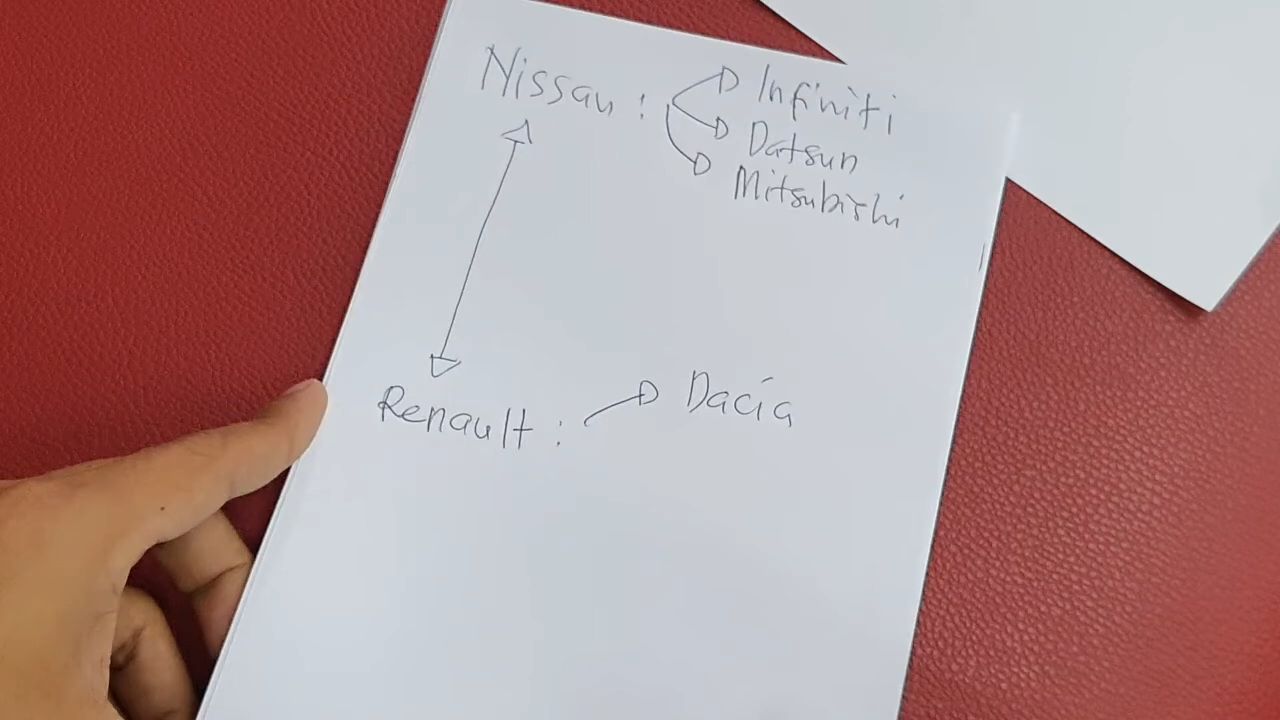 Nissan : Infiniti
Datsun
Mitsubishi
Renault : Dacia